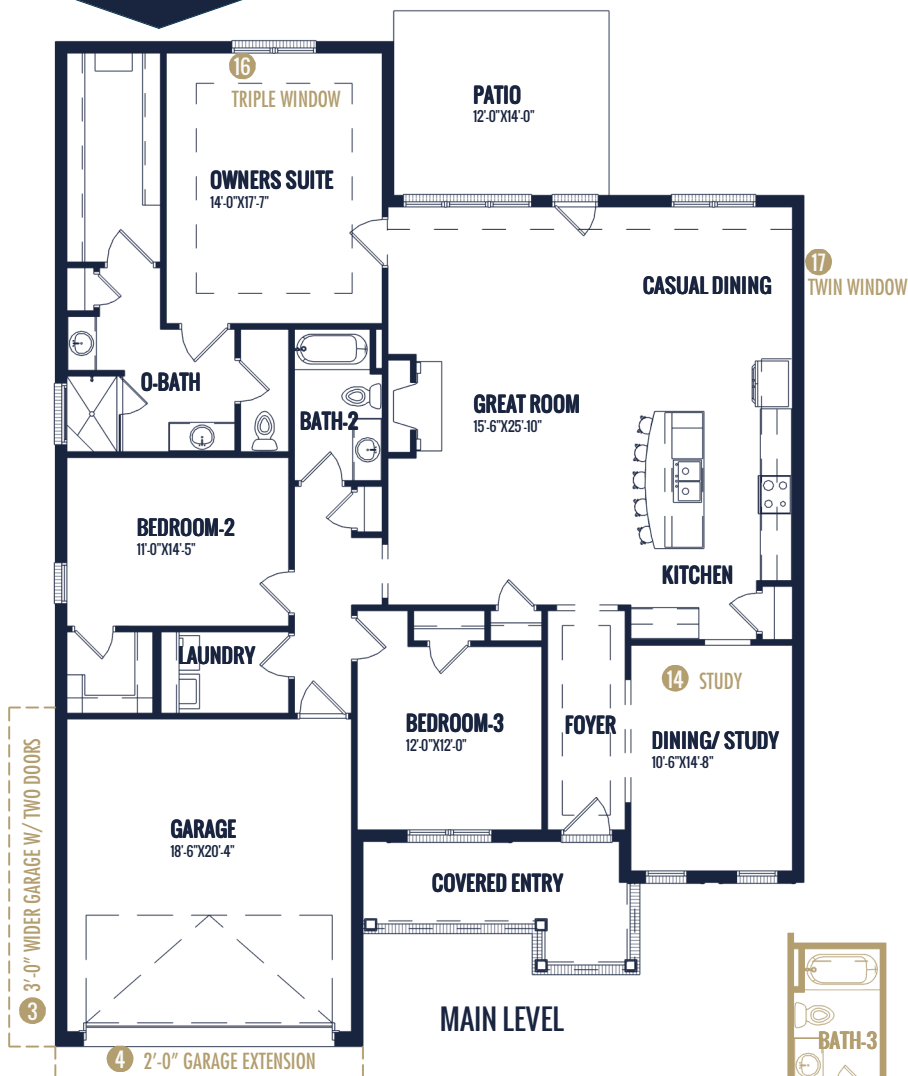 16
TRIPLE WINDOW
PATIO
12'-0"X14'-0"
OWNERS SUITE
14'-0"X17'-7"
17
TWIN WINDOW
CASUAL DINING
O-BATH
BATH-2
GREAT ROOM
15'-6"X25'-10"
BEDROOM-2
11'-0"X14'-5"
KITCHEN
LAUNDRY
14 STUDY
BEDROOM-3
12'-0"X12'-0"
FOYER
DINING/ STUDY
10'-6"X14'-8"
3 3'-0" WIDER GARAGE W/ TWO DOORS
GARAGE
18'-6"X20'-4"
COVERED ENTRY
MAIN LEVEL
BATH-3
4 2'-0" GARAGE EXTENSION